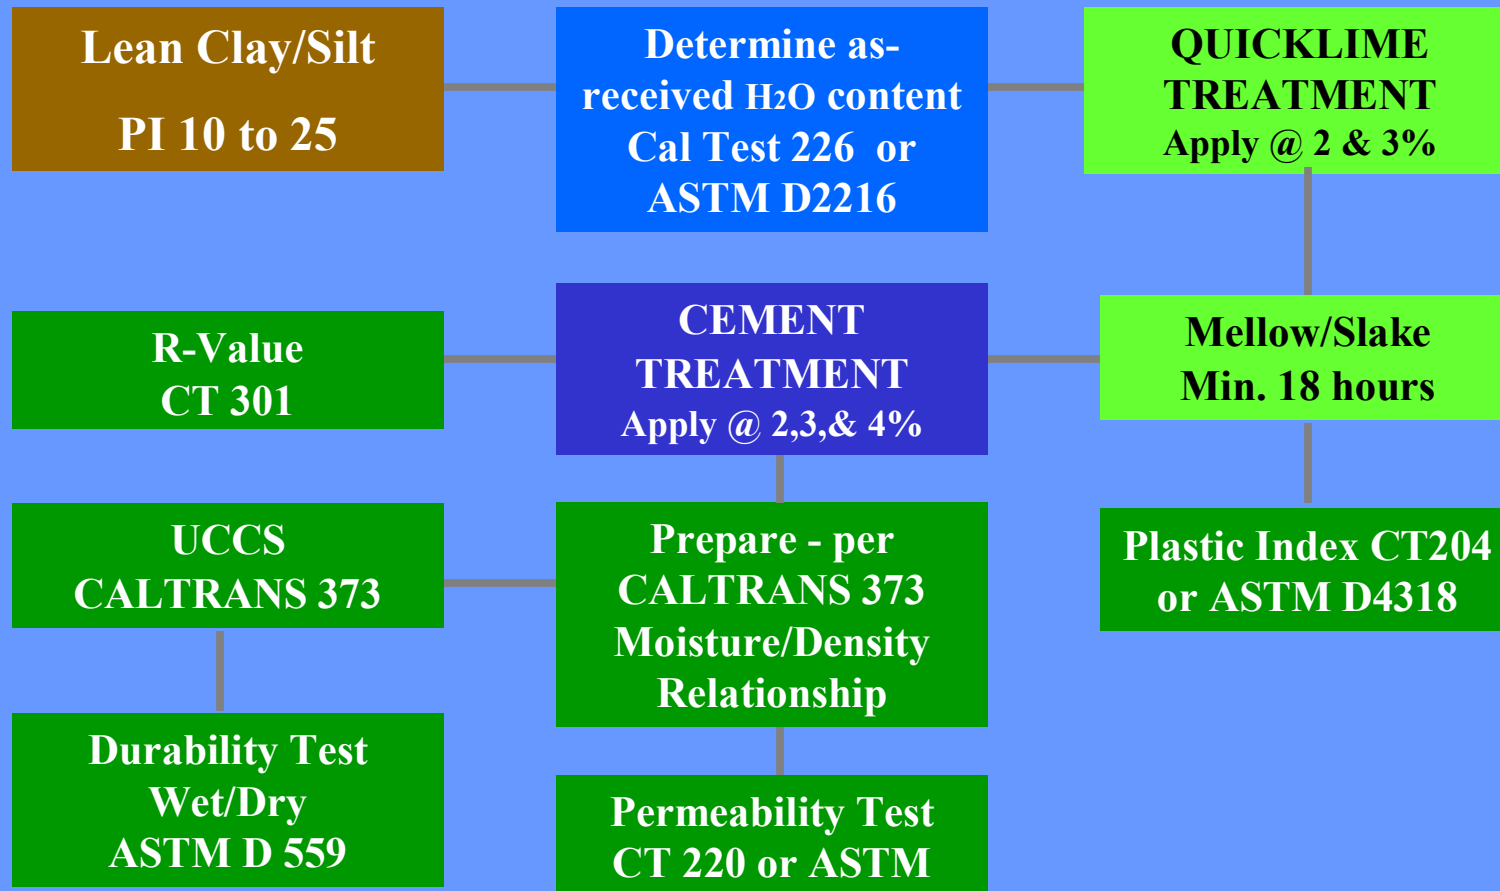 Lean Clay/Silt
PI 10 to 25
Determine as-
received H2O content
Cal Test 226 or
ASTM D2216
QUICKLIME
TREATMENT
Apply @ 2 & 3%
R-Value
CT 301
CEMENT
TREATMENT
Apply @ 2,3,& 4%
Mellow/Slake
Min. 18 hours
UCCS
CALTRANS 373
Prepare - per
CALTRANS 373
Moisture/Density
Relationship
Plastic Index CT204
or ASTM D4318
Durability Test
Wet/Dry
ASTM D 559
Permeability Test
CT 220 or ASTM